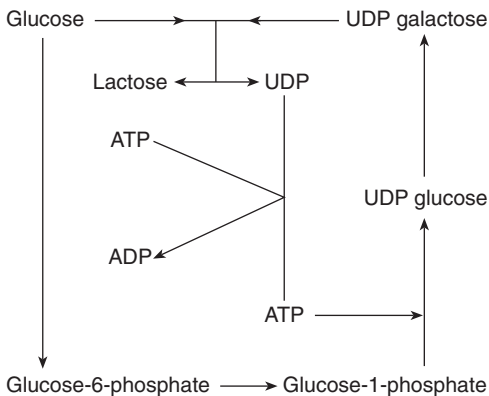 Glucose
UDP galactose
Lactose
UDP
ATP
UDP glucose
ADP
ATP
Glucose-6-phosphate
Glucose-1-phosphate